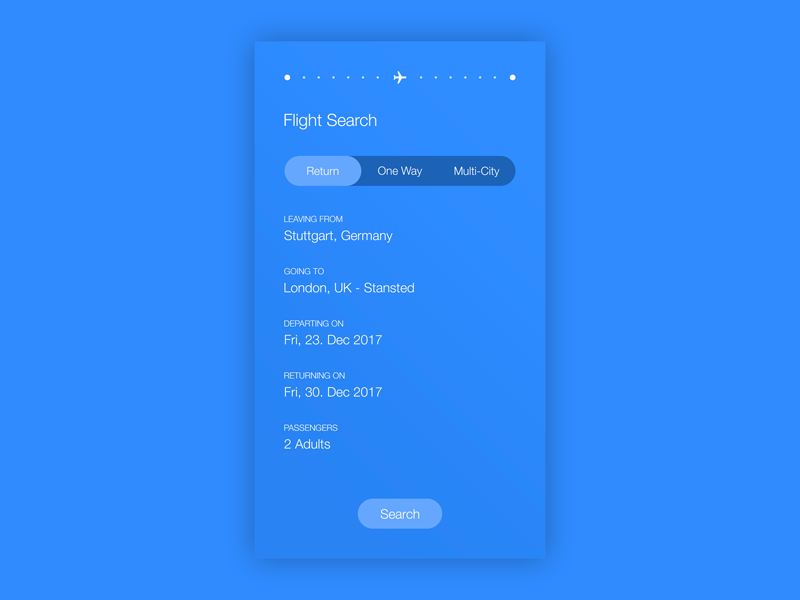 Flight Search
Return One Way Multi-City
LEAVING FROM
Stuttgart, Germany
GOING TO
London, UK - Stansted
DEPARTING ON
Fri, 23. Dec 2017
RETURNING ON
Fri, 30. Dec 2017
PASSENGERS
2 Adults
Search